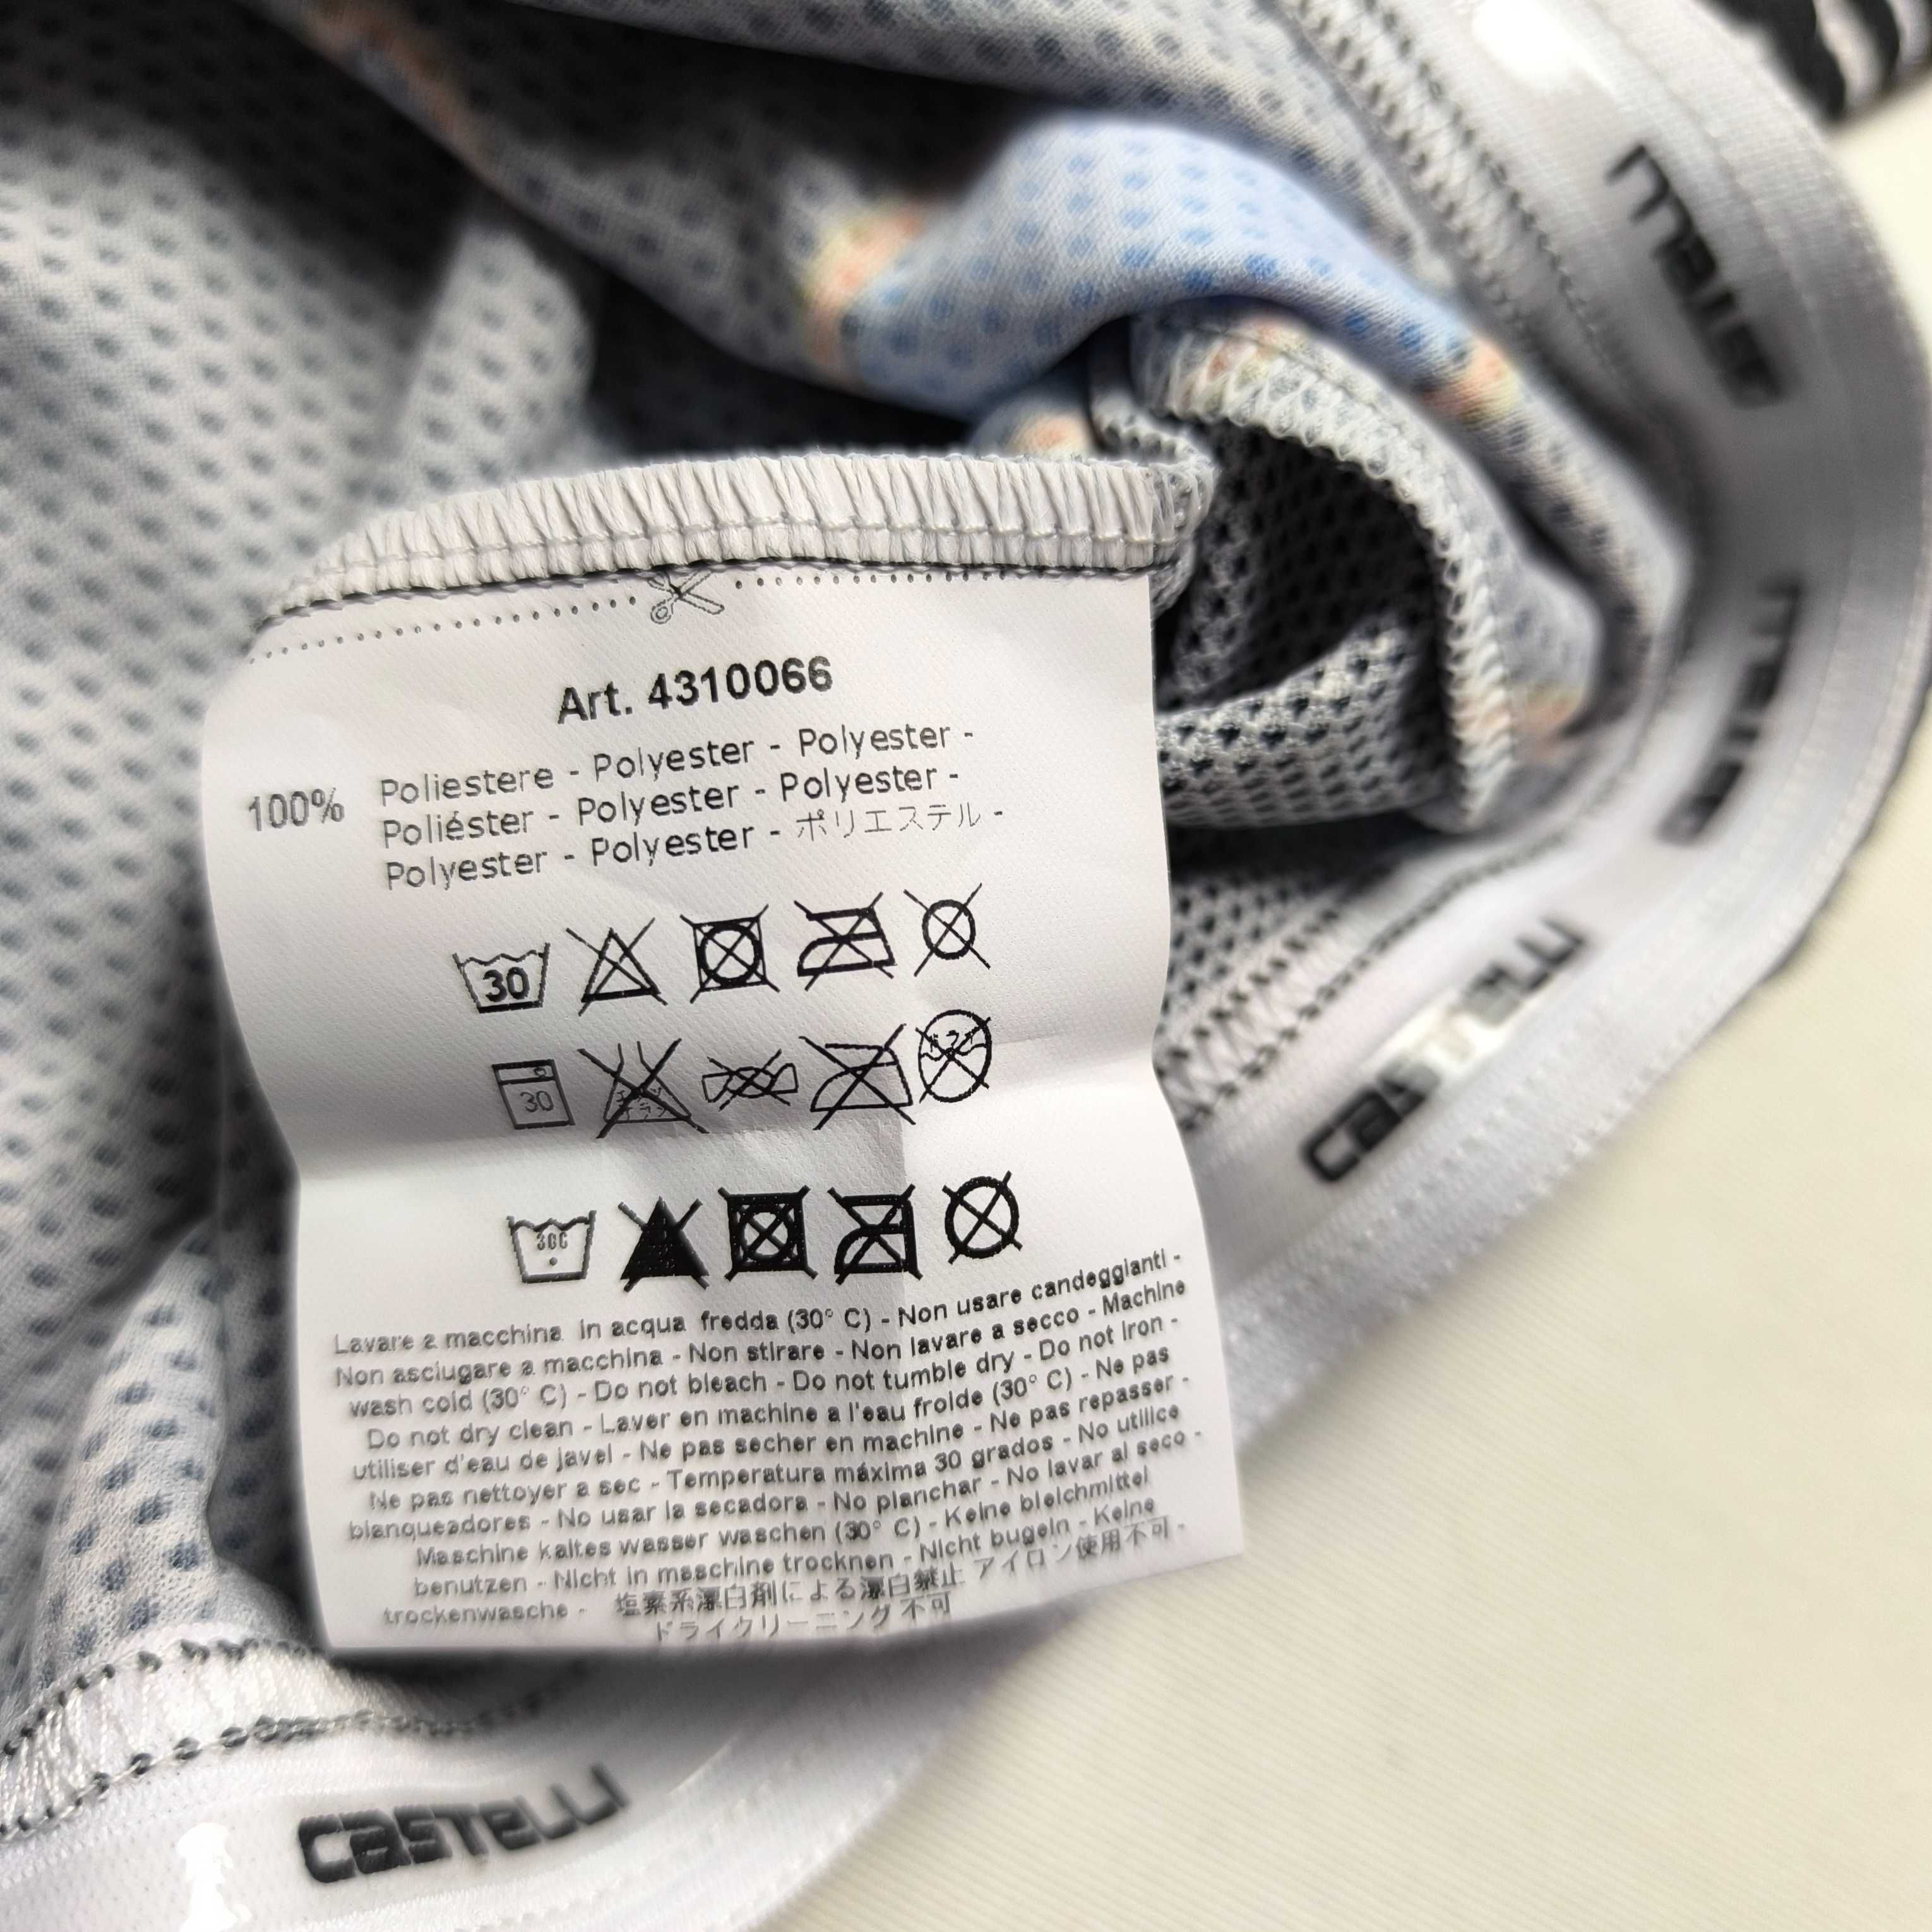 Art. 4310066
100% Poliestere - Polyester - Polyester -
Poliéster - Polyester - Polyester -
Polyester - Polyester - ポリエステル -
30
30
30C
Lavare a macchina in acqua fredda (30° C) - Non usare candeggianti -
Non asciugare a macchina - Non stirare - Non lavare a secco - Machine
wash cold (30° C) - Do not bleach - Do not tumble dry - Do not iron -
Do not dry clean - Laver en machine a l'eau froide (30° C) - Ne pas
utiliser d'eau de javel - Ne pas secher en machine - Ne pas repasser -
Ne pas nettoyer a sec - Temperatura máxima 30 grados - No utilice
blanqueadores - No usar la secadora - No planchar - No lavar al seco -
Maschine kaltes wasser waschen (30° C) - Keine bleichmittel
benutzen - Nicht in maschine trocknen - Nicht bugeln - Keine
trockenwasche - 塩素系漂白剤による漂白禁止 アイロン使用不可 -
ドライクリーニング不可
castelli
castelli